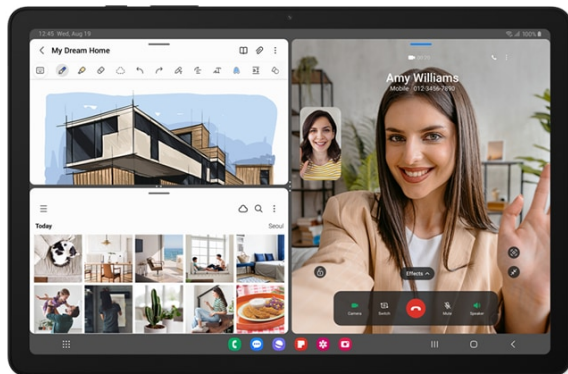 12:45 Wed, Aug 18
100%
My Dream Home
Amy Williams
Mobile 012-3456-7890
Today
Seoul
Effects
Camera
Switch
Mute
Speaker